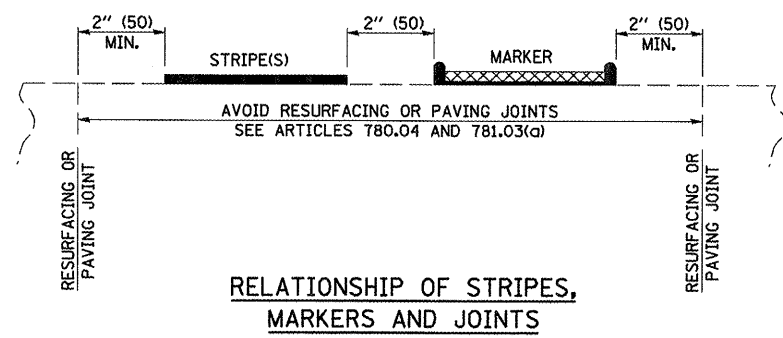 2" (50)
MIN.
STRIPE(S)
2" (50)
MARKER
2" (50)
MIN.
AVOID RESURFACING OR PAVING JOINTS
SEE ARTICLES 780.04 AND 781.03(a)
RESURFACING OR
PAVING JOINT
RESURFACING OR
PAVING JOINT
RELATIONSHIP OF STRIPES,
MARKERS AND JOINTS